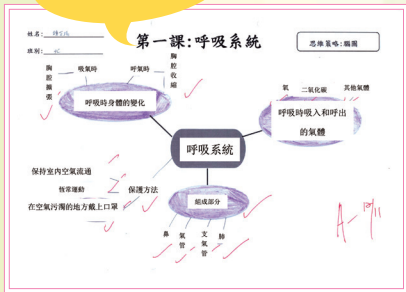 姓名:
第一課:呼吸系統
思維策略:腦圖
班別:
胸腔擴張
吸氣時
呼氣時
胸腔收縮
呼吸時身體的變化
氧
二氧化碳
其他氣體
呼吸時吸入和呼出
的氣體
呼吸系統
保持室內空氣流通
恆常運動
保護方法
在空氣污濁的地方戴上口罩
組成部分
鼻
氣管
支氣管
肺
A-